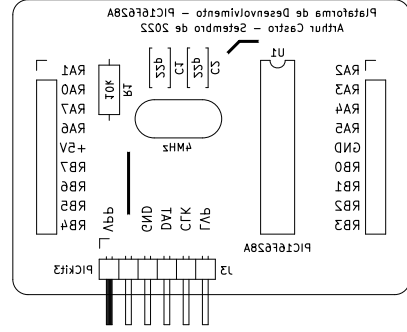 Plataforma de Desenvolvimento – PIC16F628A
Arthur Castro – Setembro de 2022
RA1
RA0
RA7
RA6
+5V
RB7
RB6
RB5
RB4
10k
R1
22p
C1
22p
C2
4MHz
U1
PIC16F628A
RA2
RA3
RA4
RA5
GND
RB0
RB1
RB2
RB3
VPP
GND
DAT
CLK
LVP
PICkit3
J3